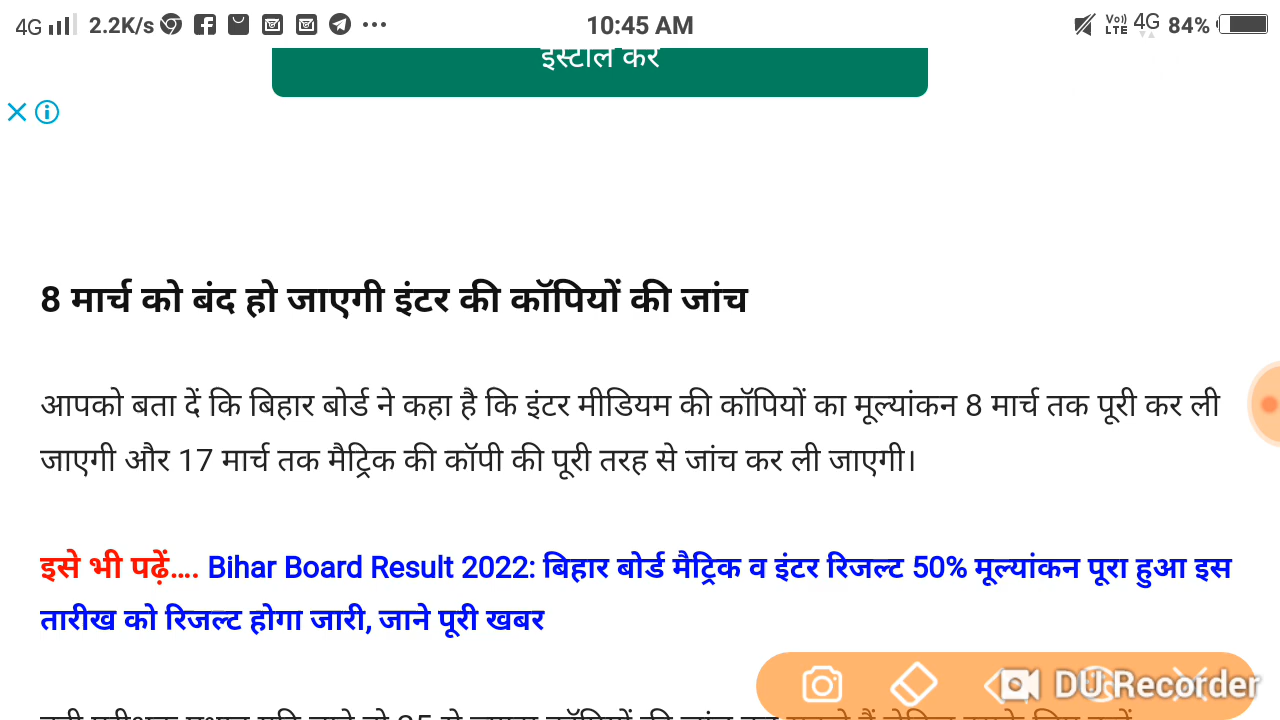 4G 2.2K/s 10:45 AM Vo)) LTE 4G 84%
इंस्टॉल करें
8 मार्च को बंद हो जाएगी इंटर की कॉपियों की जांच
आपको बता दें कि बिहार बोर्ड ने कहा है कि इंटर मीडियम की कॉपियों का मूल्यांकन 8 मार्च तक पूरी कर ली
जाएगी और 17 मार्च तक मैट्रिक की कॉपी की पूरी तरह से जांच कर ली जाएगी।
इसे भी पढ़ें…. Bihar Board Result 2022: बिहार बोर्ड मैट्रिक व इंटर रिजल्ट 50% मूल्यांकन पूरा हुआ इस
तारीख को रिजल्ट होगा जारी, जाने पूरी खबर
DU Recorder